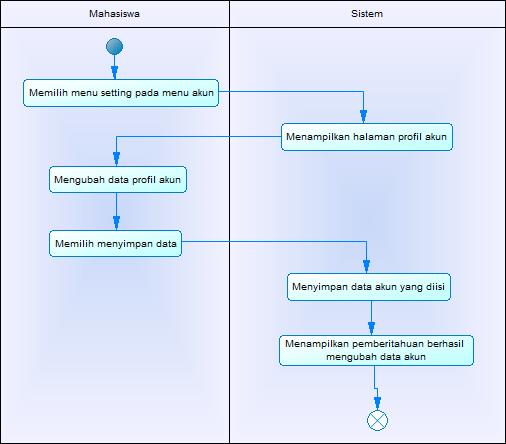 Mahasiswa
Sistem
Memilih menu setting pada menu akun
Menampilkan halaman profil akun
Mengubah data profil akun
Memilih menyimpan data
Menyimpan data akun yang diisi
Menampilkan pemberitahuan berhasil
mengubah data akun